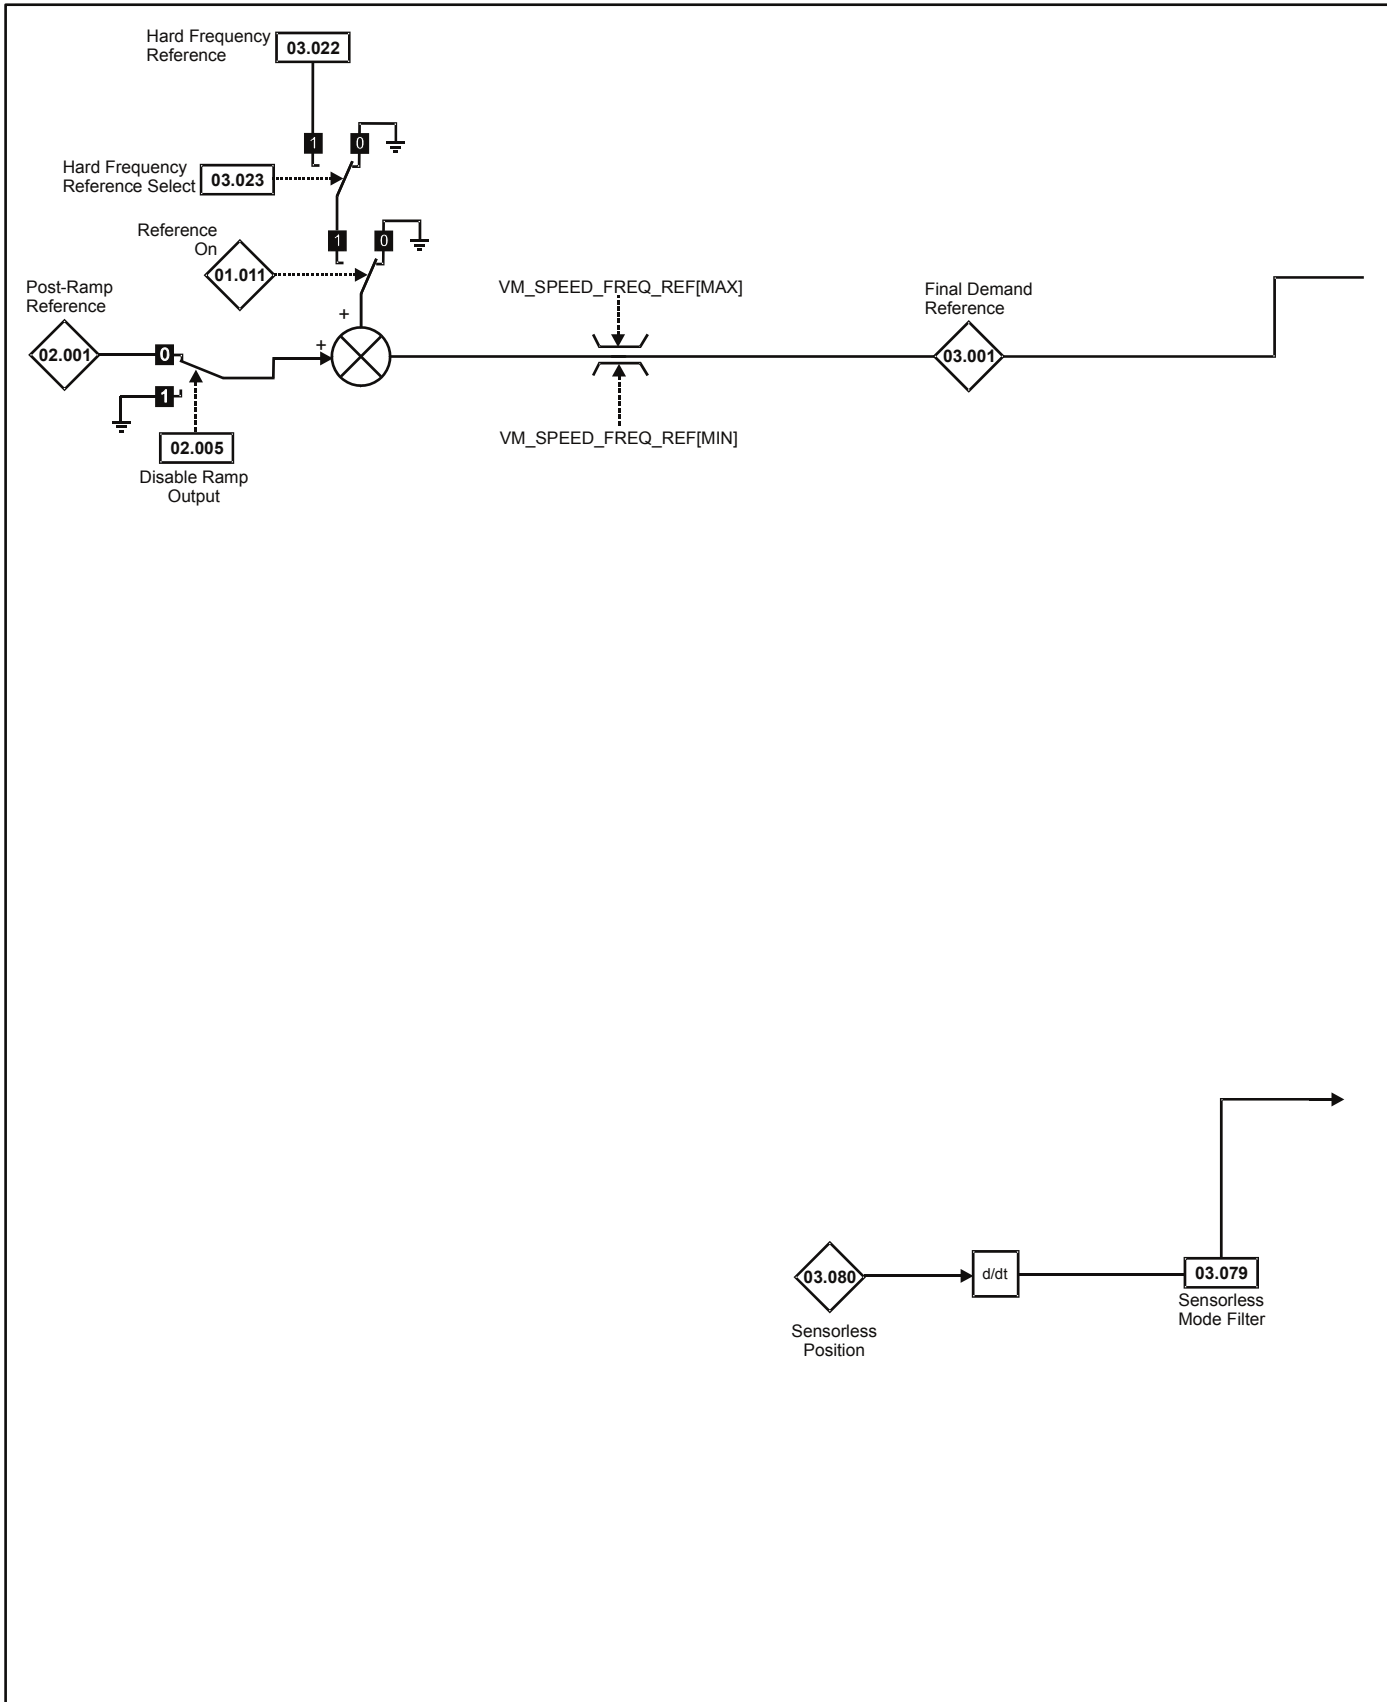 Hard Frequency
Reference
03.022
1
0
Hard Frequency
Reference Select
03.023
Reference
On
01.011
1
0
+
Post-Ramp
Reference
02.001
0
1
+
02.005
Disable Ramp
Output
VM_SPEED_FREQ_REF[MAX]
VM_SPEED_FREQ_REF[MIN]
Final Demand
Reference
03.001
03.080
Sensorless
Position
d/dt
03.079
Sensorless
Mode Filter